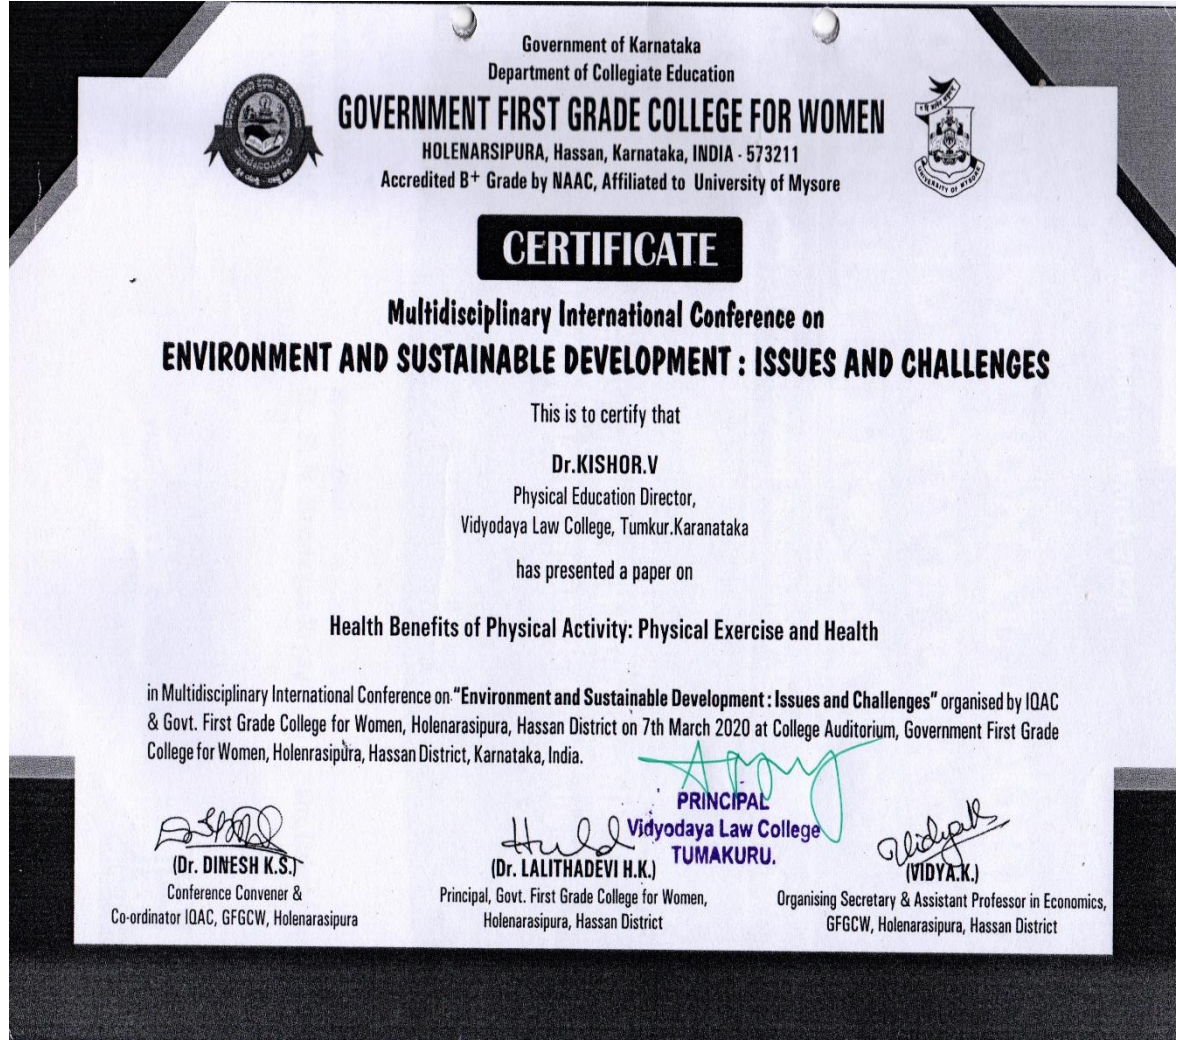 Government of Karnataka
Department of Collegiate Education
GOVERNMENT FIRST GRADE COLLEGE FOR WOMEN
HOLENARSIPURA, Hassan, Karnataka, INDIA - 573211
Accredited B+ Grade by NAAC, Affiliated to University of Mysore
UNIVERSITY OF MYSORE
CERTIFICATE
Multidisciplinary International Conference on
ENVIRONMENT AND SUSTAINABLE DEVELOPMENT : ISSUES AND CHALLENGES
This is to certify that
Dr.KISHOR.V
Physical Education Director,
Vidyodaya Law College, Tumkur.Karanataka
has presented a paper on
Health Benefits of Physical Activity: Physical Exercise and Health
in Multidisciplinary International Conference on "Environment and Sustainable Development : Issues and Challenges" organised by IQAC
& Govt. First Grade College for Women, Holenarasipura, Hassan District on 7th March 2020 at College Auditorium, Government First Grade
College for Women, Holenrasipura, Hassan District, Karnataka, India.
PRINCIPAL
Vidyodaya Law College
TUMAKURU.
(Dr. DINESH K.S.)
Conference Convener &
Co-ordinator IQAC, GFGCW, Holenarasipura
(Dr. LALITHADEVI H.K.)
Principal, Govt. First Grade College for Women,
Holenarasipura, Hassan District
Vidyak
(VIDYA.K.)
Organising Secretary & Assistant Professor in Economics,
GFGCW, Holenarasipura, Hassan District